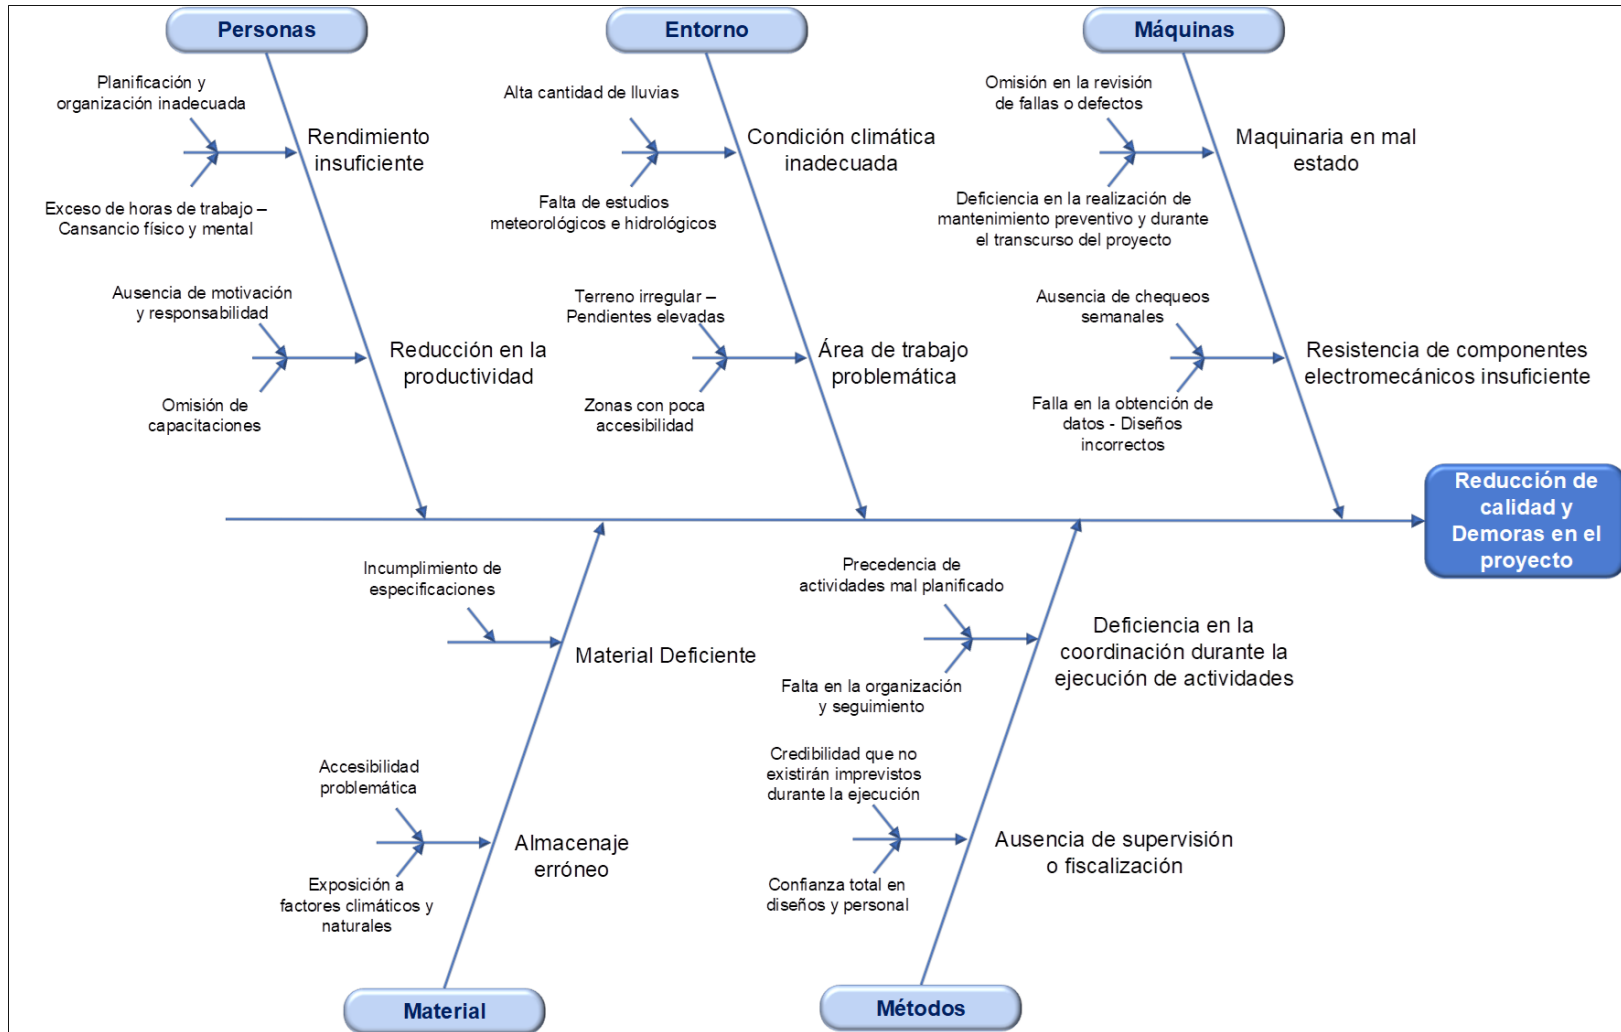 Personas
Entorno
Máquinas
Planificación y
organización inadecuada
Rendimiento
insuficiente
Exceso de horas de trabajo –
Cansancio físico y mental
Ausencia de motivación
y responsabilidad
Reducción en la
productividad
Omisión de
capacitaciones
Alta cantidad de lluvias
Condición climática
inadecuada
Falta de estudios
meteorológicos e hidrológicos
Terreno irregular –
Pendientes elevadas
Área de trabajo
problemática
Zonas con poca
accesibilidad
Omisión en la revisión
de fallas o defectos
Maquinaria en mal
estado
Deficiencia en la realización de
mantenimiento preventivo y durante
el transcurso del proyecto
Ausencia de chequeos
semanales
Resistencia de componentes
electromecánicos insuficiente
Falla en la obtención de
datos - Diseños
incorrectos
Reducción de
calidad y
Demoras en el
proyecto
Incumplimiento de
especificaciones
Material Deficiente
Accesibilidad
problemática
Almacenaje
erróneo
Exposición a
factores climáticos y
naturales
Precedencia de
actividades mal planificado
Deficiencia en la
coordinación durante la
ejecución de actividades
Falta en la organización
y seguimiento
Credibilidad que no
existirán imprevistos
durante la ejecución
Ausencia de supervisión
o fiscalización
Confianza total en
diseños y personal
Material
Métodos